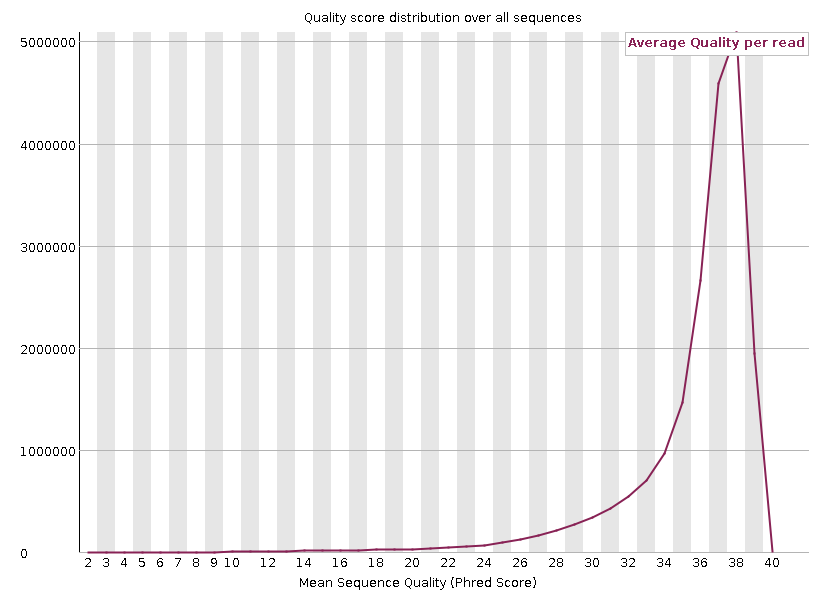 Quality score distribution over all sequences
Average Quality per read
5000000
4000000
3000000
2000000
1000000
0
2 3 4 5 6 7 8 9 10 12 14 16 18 20 22 24 26 28 30 32 34 36 38 40
Mean Sequence Quality (Phred Score)